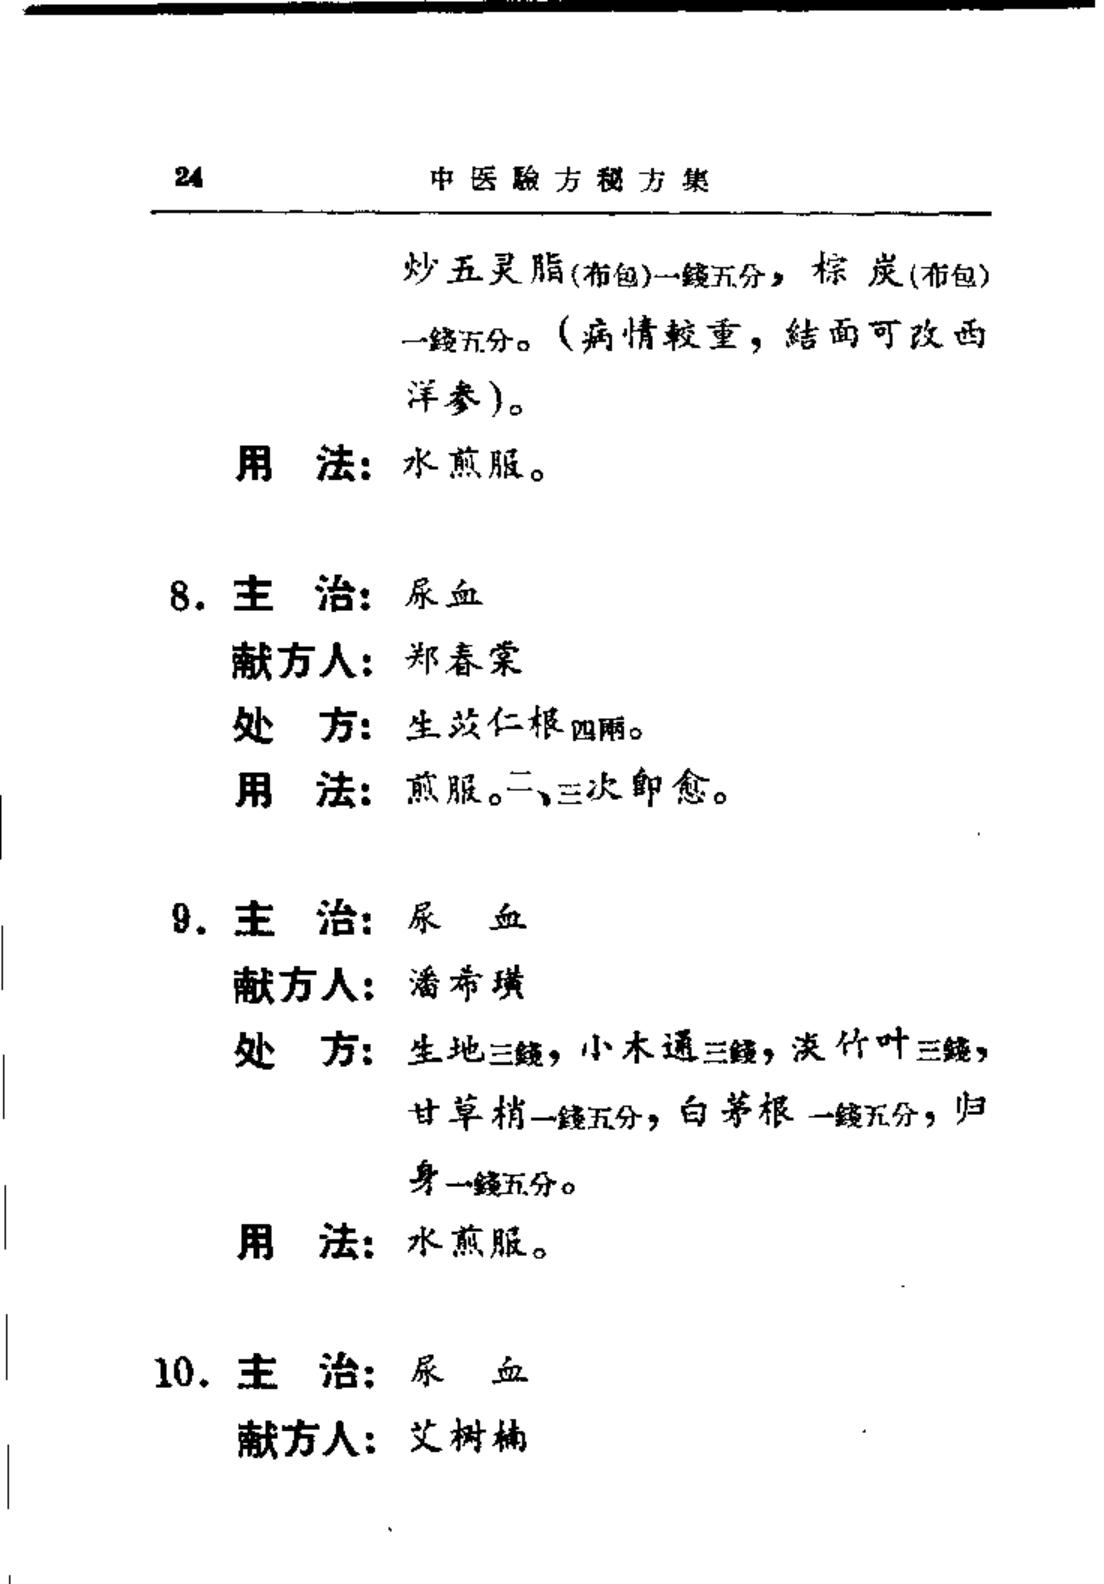 24 中医驗方秘方集
炒五灵脂(布包)一錢五分，棕炭(布包)
一錢五分。(病情較重，結面可改西
洋參)。
用 法：水煎服。
8. 主 治：尿血
献方人：郑春棠
处 方：生苡仁根四兩。
用 法：煎服。二、三次即愈。
9. 主 治：尿 血
献方人：潘希璜
处 方：生地三錢，小木通三錢，淡竹叶三錢，
甘草梢一錢五分，白茅根一錢五分，归
身一錢五分。
用 法：水煎服。
10. 主 治：尿 血
献方人：艾树楠